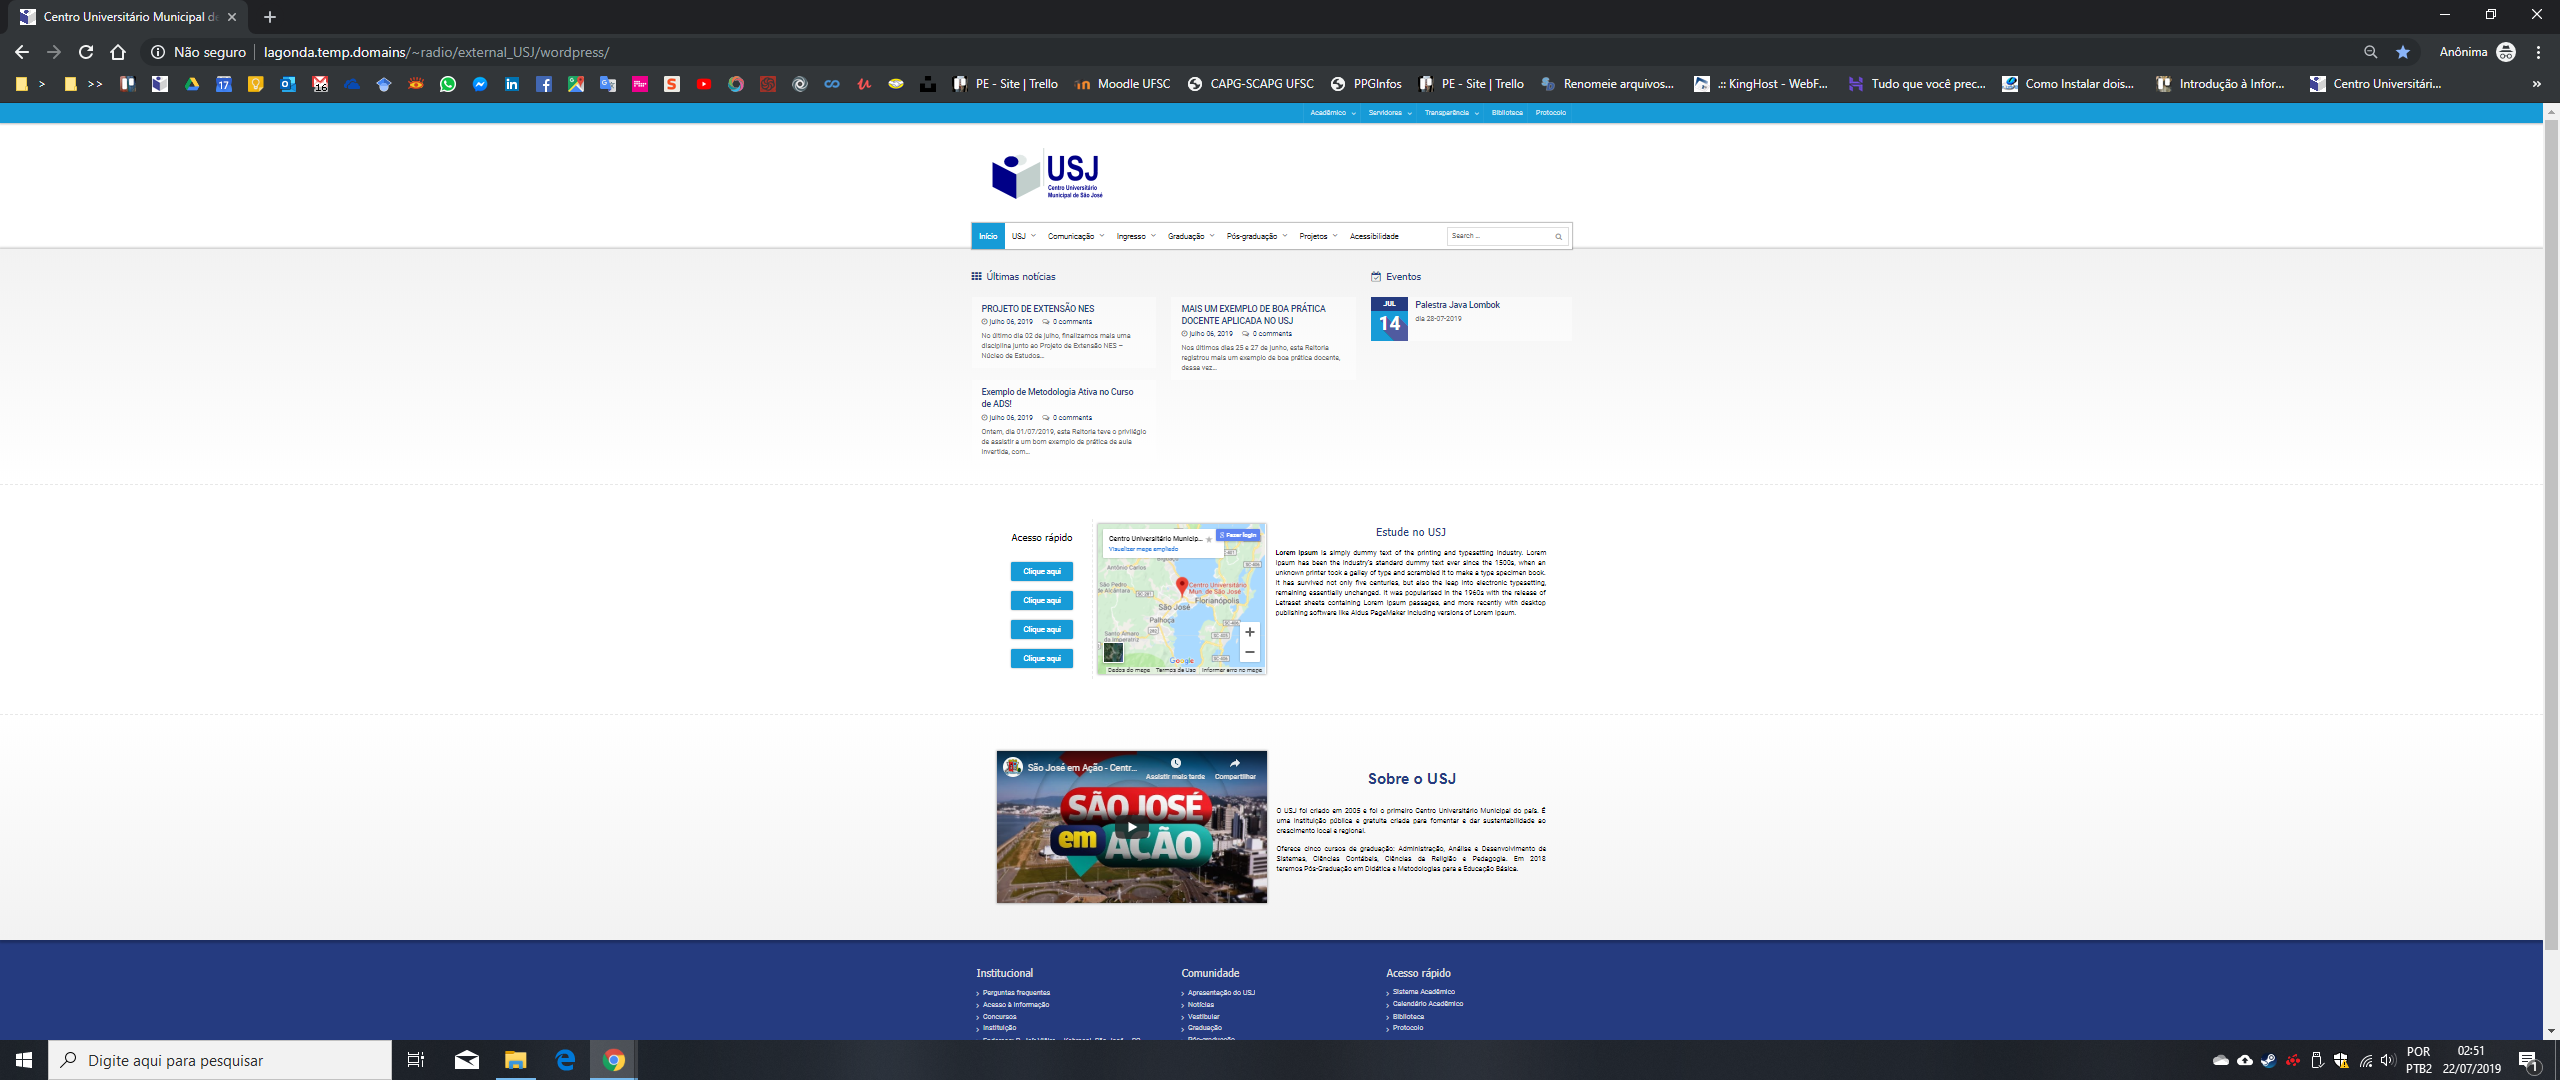 Centro Universitário Municipal de
Não seguro
lagonda.temp.domains/~radio/external_USJ/wordpress/
Anônima
>
>>
17
16
PE - Site | Trello
Moodle UFSC
CAPG-SCAPG UFSC
PPGInfos
PE - Site | Trello
Renomeie arquivos...
.:: KingHost - WebF...
Tudo que você prec...
Como Instalar dois...
Introdução à Infor...
Centro Universitári...
»
Acadêmico
Servidores
Transparência
Biblioteca
Protocolo
USJ
Centro Universitário
Municipal de São José
Início
USJ
Comunicação
Ingresso
Graduação
Pós-graduação
Projetos
Acessibilidade
Search ...
Últimas notícias
PROJETO DE EXTENSÃO NES
julho 06, 2019
0 comments
No último dia 02 de julho, finalizamos mais uma
disciplina junto ao Projeto de Extensão NES –
Núcleo de Estudos...
MAIS UM EXEMPLO DE BOA PRÁTICA
DOCENTE APLICADA NO USJ
julho 06, 2019
0 comments
Nos últimos dias 25 e 27 de junho, esta Reitoria
registrou mais um exemplo de boa prática docente,
dessa vez...
Exemplo de Metodologia Ativa no Curso
de ADS!
julho 06, 2019
0 comments
Ontem, dia 01/07/2019, esta Reitoria teve o privilégio
de assistir a um bom exemplo de prática de aula
invertida, com...
Eventos
JUL
14
Palestra Java Lombok
dia 28-07-2019
Acesso rápido
Clique aqui
Clique aqui
Clique aqui
Clique aqui
Centro Universitário Municip...
Visualizar mapa ampliado
Fazer login
Antônio Carlos
São Pedro
de Alcântara
Centro Universitário
Mun. de São José
Florianópolis
São José
Palhoça
Santo Amaro
da Imperatriz
Google
Dados do mapa
Termos de Uso
Informar erro no mapa
Estude no USJ
Lorem Ipsum is simply dummy text of the printing and typesetting industry. Lorem
Ipsum has been the industry's standard dummy text ever since the 1500s, when an
unknown printer took a galley of type and scrambled it to make a type specimen book.
It has survived not only five centuries, but also the leap into electronic typesetting,
remaining essentially unchanged. It was popularised in the 1960s with the release of
Letraset sheets containing Lorem Ipsum passages, and more recently with desktop
publishing software like Aldus PageMaker including versions of Lorem Ipsum.
São José em Ação - Centr...
Assistir mais tarde
Compartilhar
SÃO JOSÉ
em
AÇÃO
Sobre o USJ
O USJ foi criado em 2005 e foi o primeiro Centro Universitário Municipal do país. É
uma instituição pública e gratuita criada para fomentar e dar sustentabilidade ao
crescimento local e regional.
Oferece cinco cursos de graduação: Administração, Análise e Desenvolvimento de
Sistemas, Ciências Contábeis, Ciências da Religião e Pedagogia. Em 2018
teremos Pós-Graduação em Didática e Metodologias para a Educação Básica.
Institucional
Perguntas frequentes
Acesso à Informação
Concursos
Instituição
Comunidade
Apresentação do USJ
Notícias
Vestibular
Graduação
Pós-graduação
Acesso rápido
Sistema Acadêmico
Calendário Acadêmico
Biblioteca
Protocolo
Digite aqui para pesquisar
POR
PTB2
02:51
22/07/2019
1